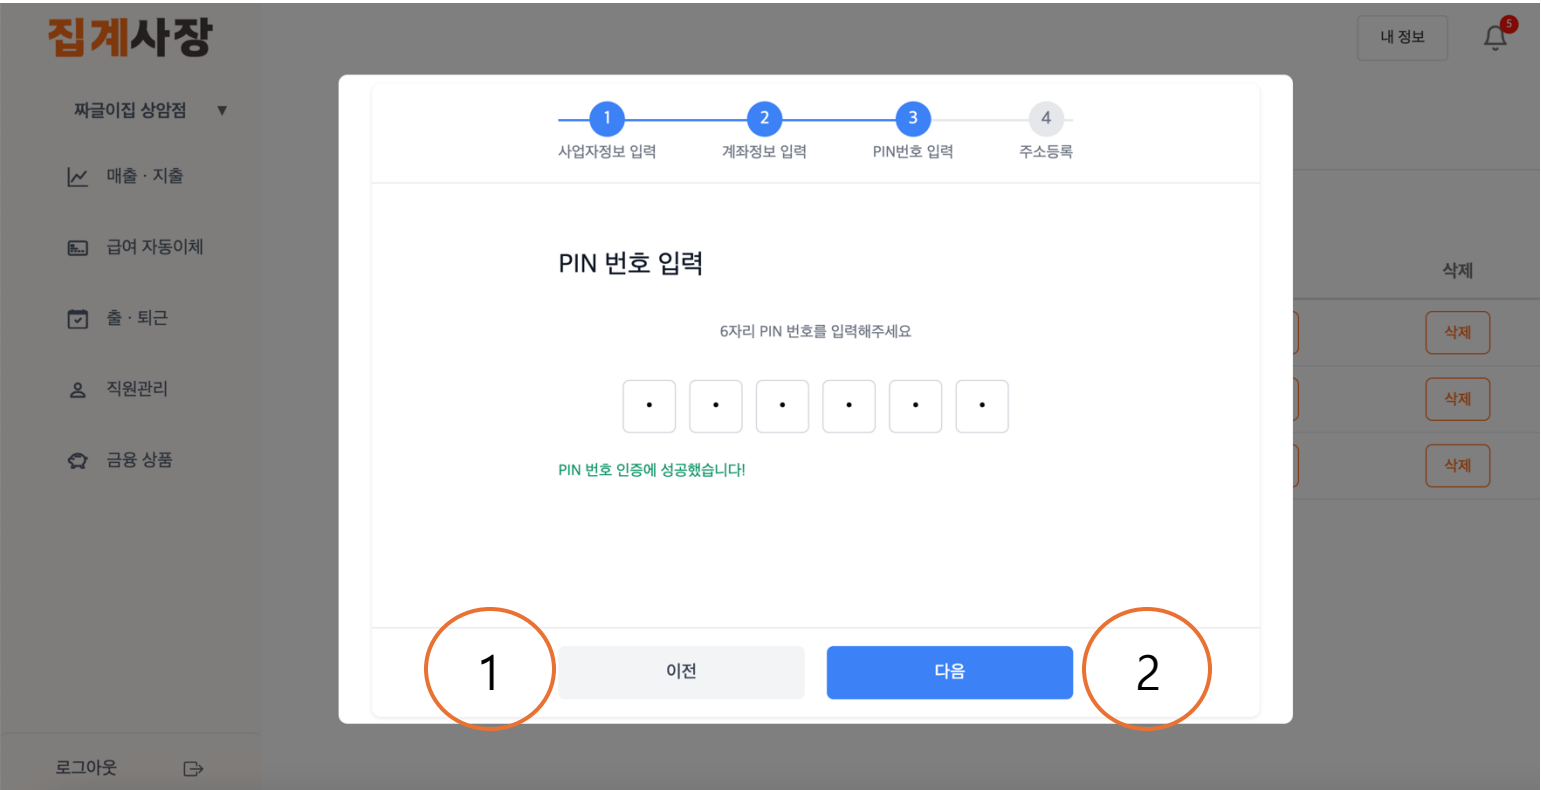 집계사장
내 정보
5
짜글이집 상암점 ▼
매출 · 지출
급여 자동이체
출 · 퇴근
직원관리
금융 상품
로그아웃
1
2
3
4
사업자정보 입력
계좌정보 입력
PIN번호 입력
주소등록
PIN 번호 입력
6자리 PIN 번호를 입력해주세요
PIN 번호 인증에 성공했습니다!
1
이전
다음
2
삭제
삭제
삭제
삭제